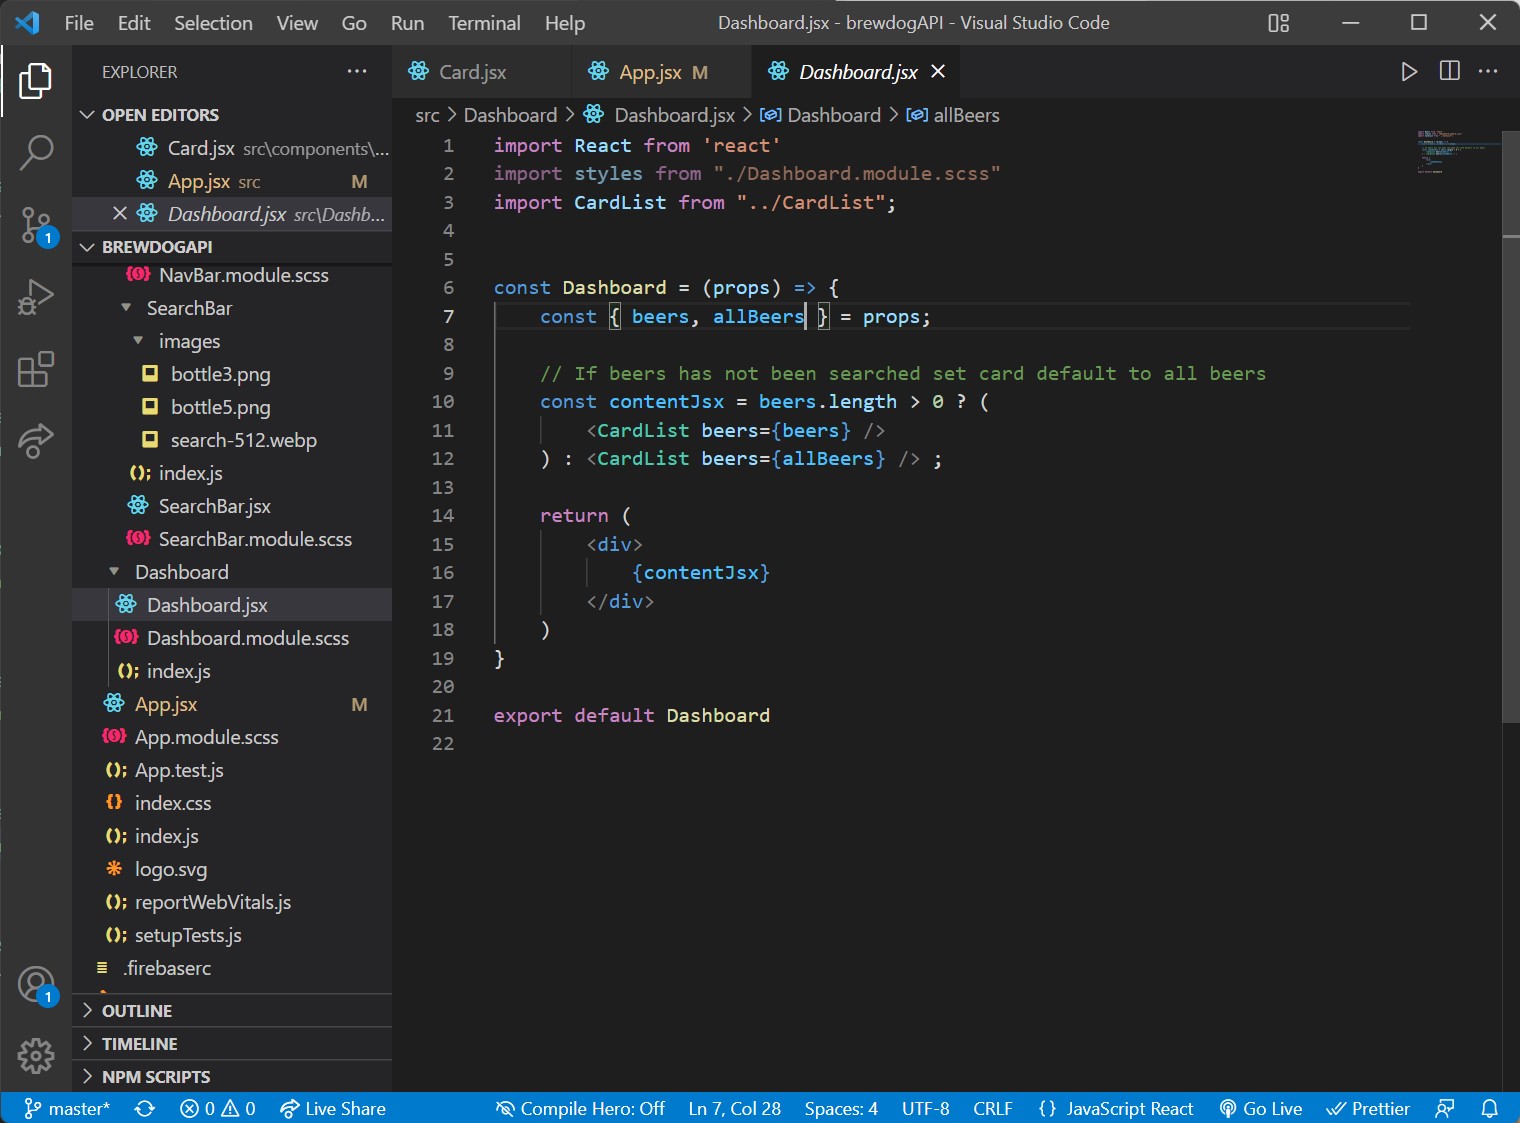 File Edit Selection View Go Run Terminal Help Dashboard.jsx - brewdogAPI - Visual Studio Code
EXPLORER
OPEN EDITORS
Card.jsx src\components\...
App.jsx src M
Dashboard.jsx src\Dashb...
BREWDOGAPI
NavBar.module.scss
SearchBar
images
bottle3.png
bottle5.png
search-512.webp
index.js
SearchBar.jsx
SearchBar.module.scss
Dashboard
Dashboard.jsx
Dashboard.module.scss
index.js
App.jsx M
App.module.scss
App.test.js
index.css
index.js
logo.svg
reportWebVitals.js
setupTests.js
.firebaserc
OUTLINE
TIMELINE
NPM SCRIPTS
1
1
Card.jsx App.jsx M Dashboard.jsx
src > Dashboard > Dashboard.jsx > Dashboard > allBeers
1 import React from 'react'
2 import styles from "./Dashboard.module.scss"
3 import CardList from "../CardList";
4
5
6 const Dashboard = (props) => {
7 const { beers, allBeers } = props;
8
9 // If beers has not been searched set card default to all beers
10 const contentJsx = beers.length > 0 ? (
11 <CardList beers={beers} />
12 ) : <CardList beers={allBeers} /> ;
13
14 return (
15 <div>
16 {contentJsx}
17 </div>
18 )
19 }
20
21 export default Dashboard
22
master* 0 0 Live Share Compile Hero: Off Ln 7, Col 28 Spaces: 4 UTF-8 CRLF {} JavaScript React Go Live Prettier